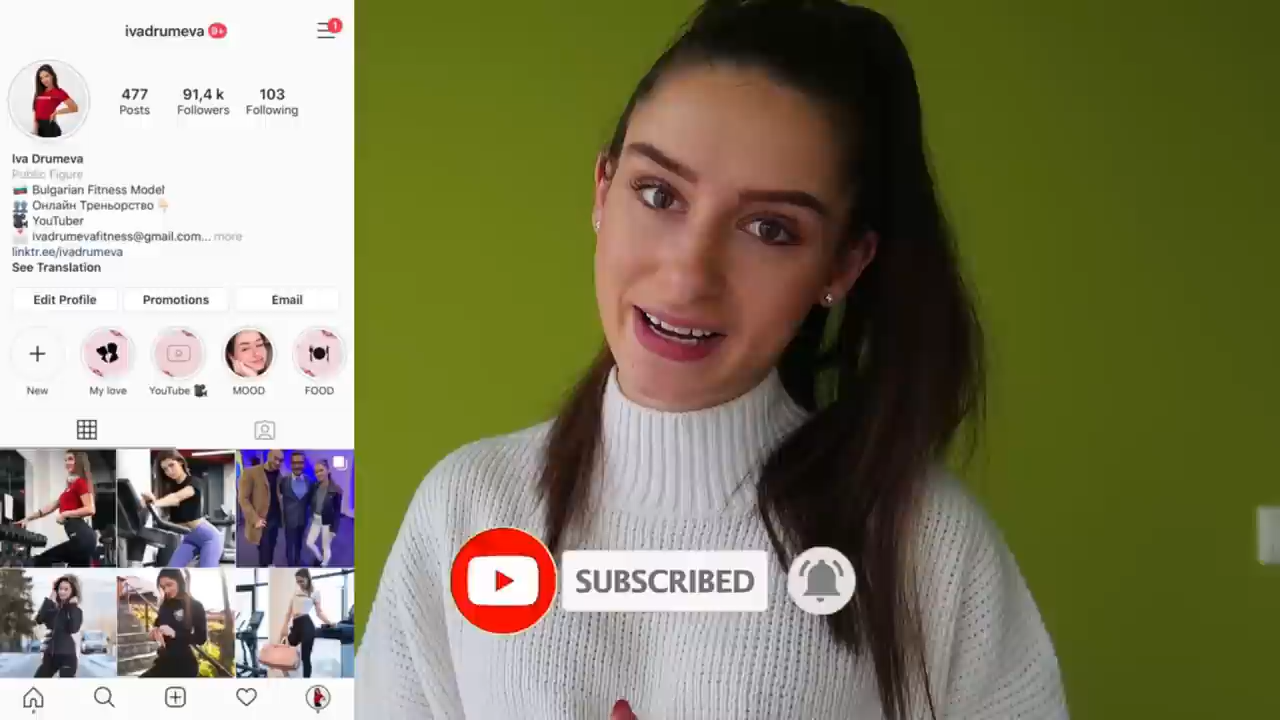 ivadrumeva 9+
1
477 91,4 k 103
Posts Followers Following
Iva Drumeva
Public Figure
Bulgarian Fitness Model
Онлайн Треньорство
YouTuber
ivadrumevafitness@gmail.com... more
linktr.ee/ivadrumeva
See Translation
Edit Profile Promotions Email
New My love YouTube MOOD FOOD
SUBSCRIBED